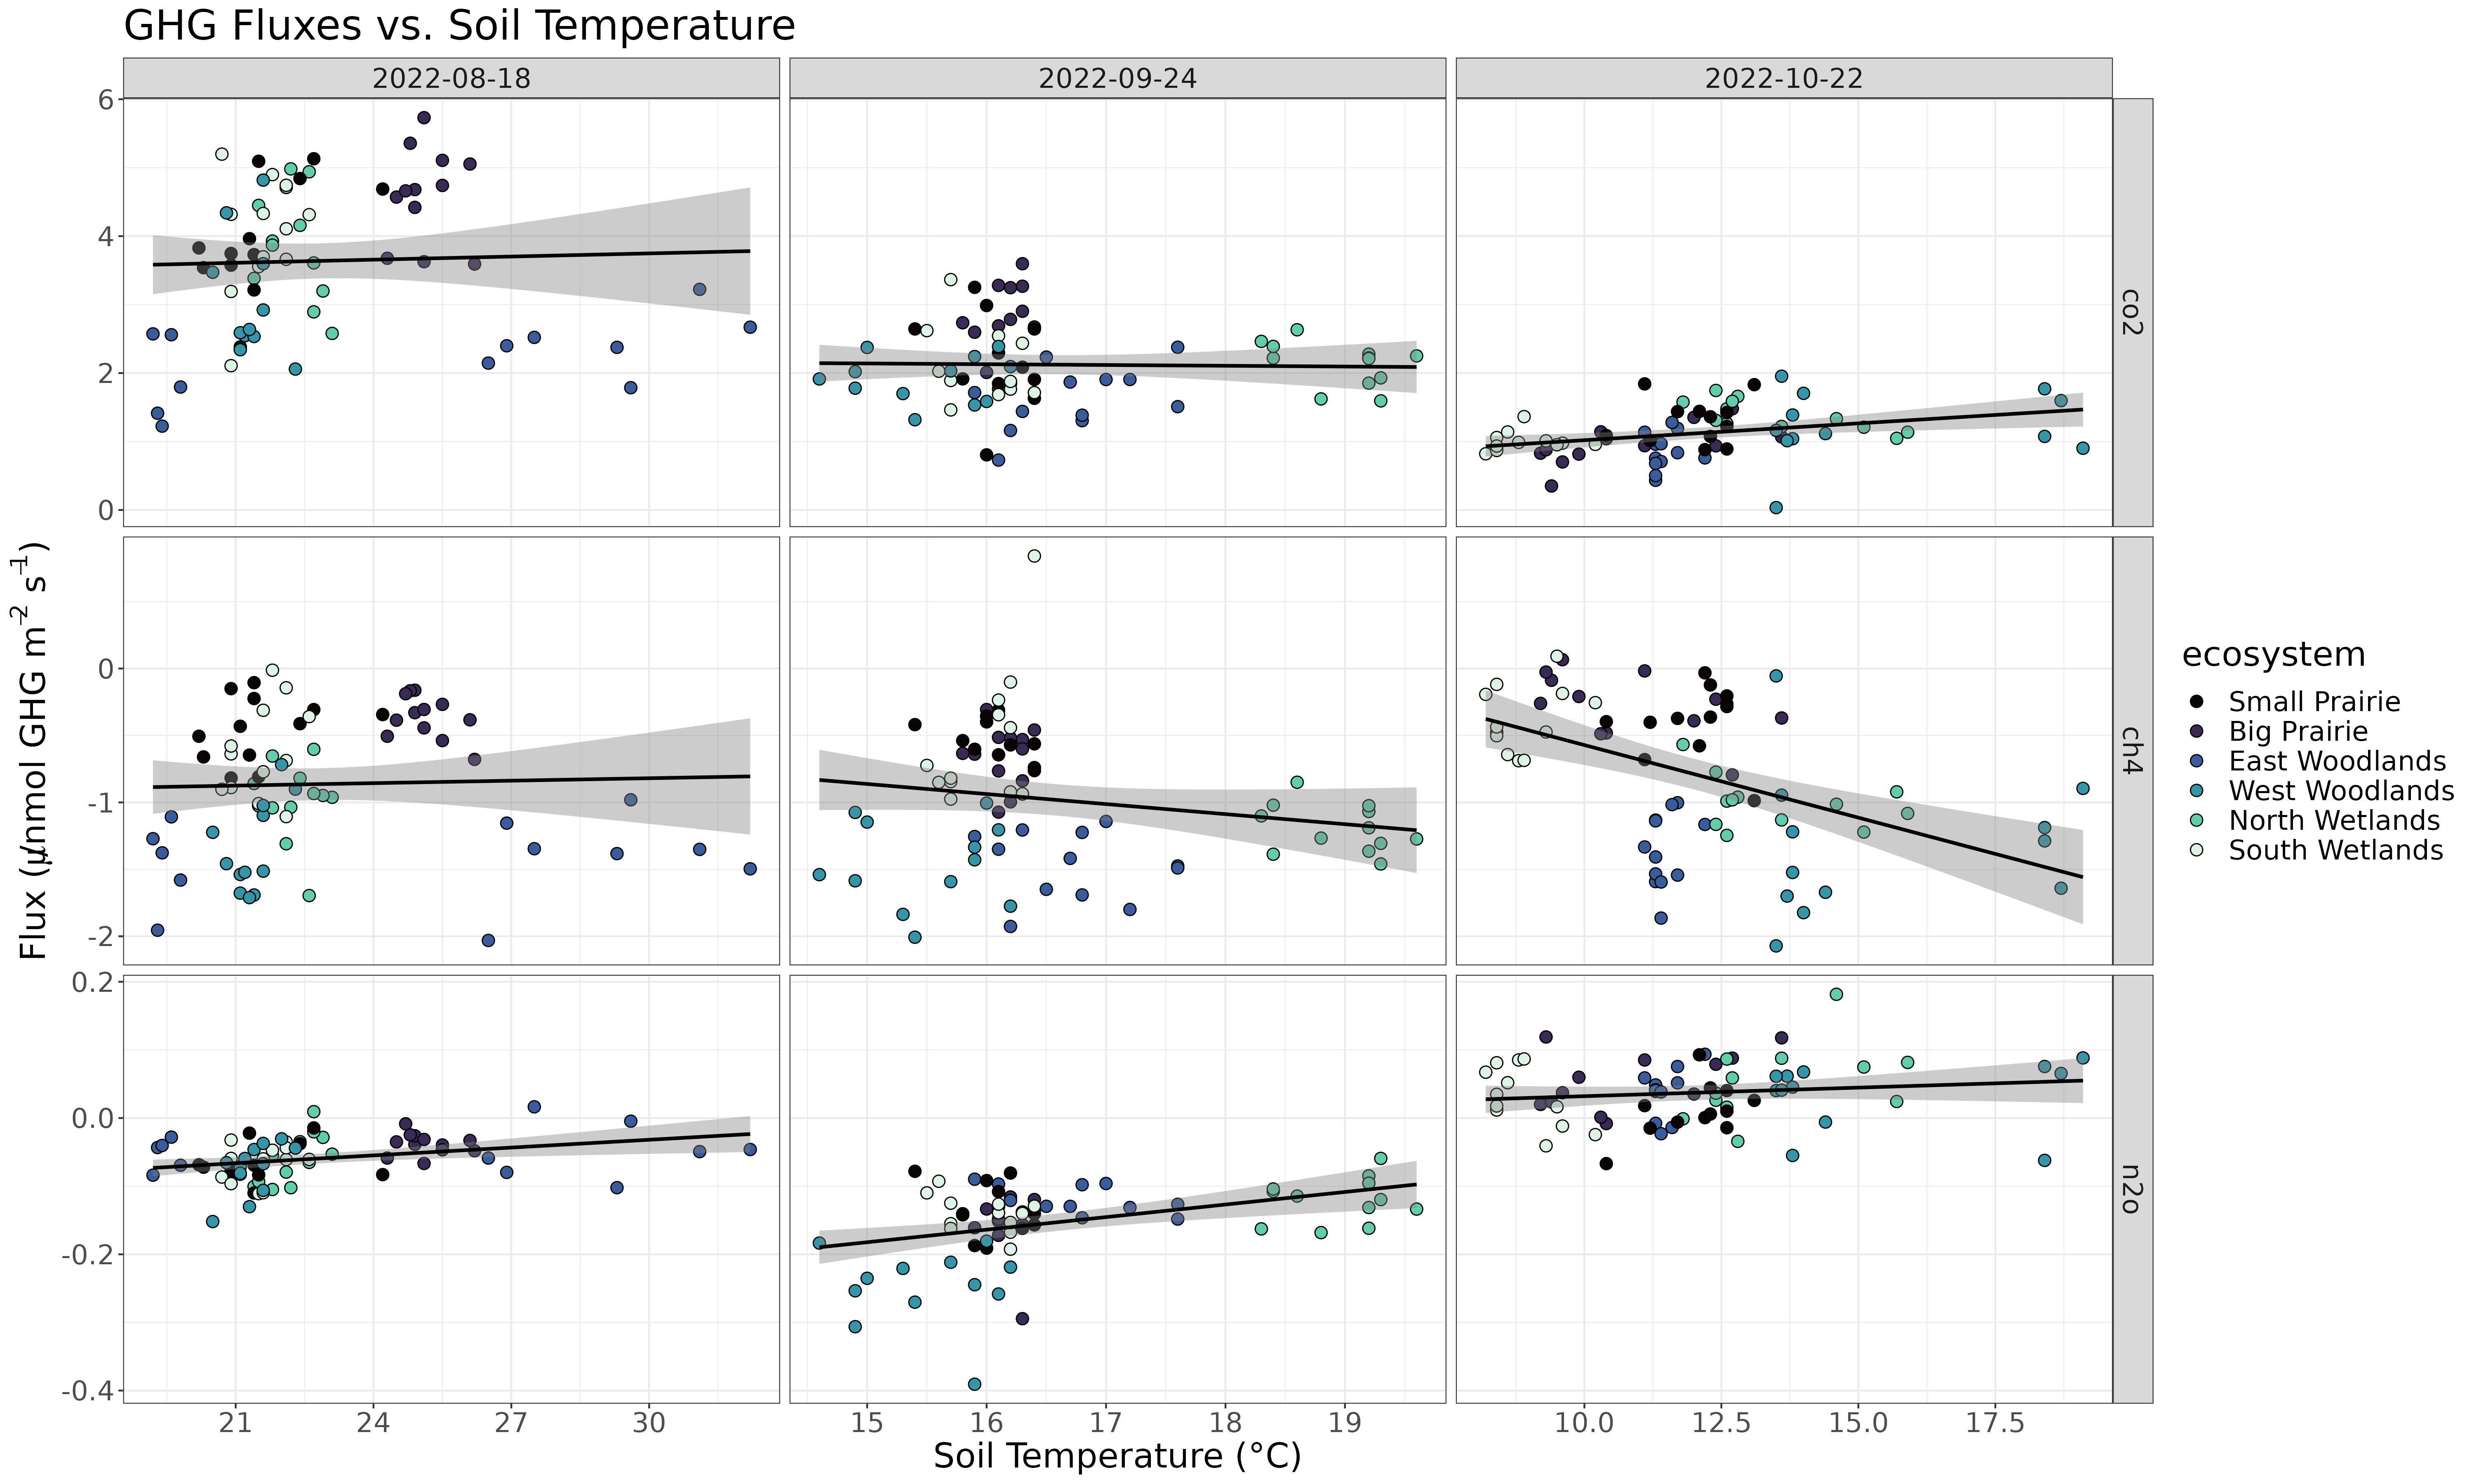 GHG Fluxes vs. Soil Temperature
2022-08-18 2022-09-24 2022-10-22
6
4
2
0
co2
0
-1
-2
ch4
0.2
0.0
-0.2
-0.4
n2o
Flux (µ/nmol GHG m⁻² s⁻¹)
21 24 27 30 15 16 17 18 19 10.0 12.5 15.0 17.5
Soil Temperature (°C)
ecosystem
Small Prairie
Big Prairie
East Woodlands
West Woodlands
North Wetlands
South Wetlands